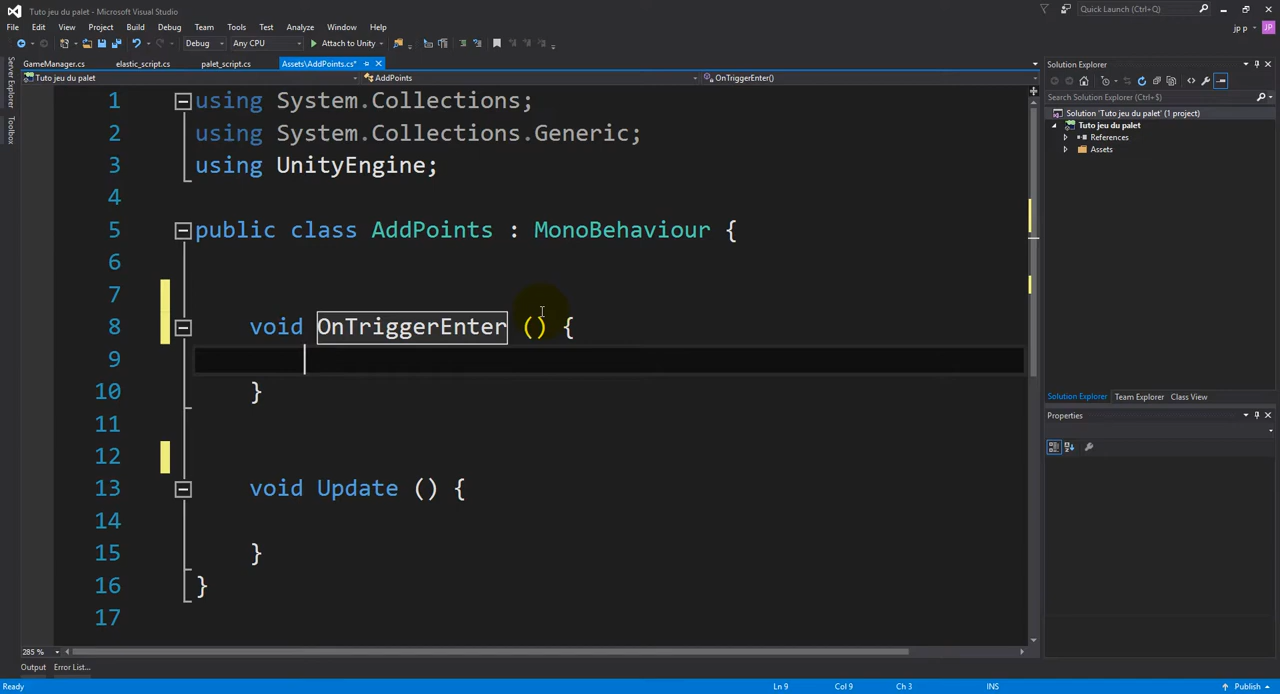 Tuto jeu du palet - Microsoft Visual Studio
Quick Launch (Ctrl+Q)
File Edit View Project Build Debug Team Tools Test Analyze Window Help
jp p JP
Debug Any CPU Attach to Unity
GameManager.cs elastic_script.cs palet_script.cs Assets\AddPoints.cs*
Tuto jeu du palet AddPoints OnTriggerEnter()
Server Explorer
Toolbox
1 using System.Collections;
2 using System.Collections.Generic;
3 using UnityEngine;
4
5 public class AddPoints : MonoBehaviour {
6
7
8 void OnTriggerEnter () {
9
10 }
11
12
13 void Update () {
14
15 }
16 }
17
285 %
Output Error List...
Ready Ln 9 Col 9 Ch 3 INS Publish
Solution Explorer
Search Solution Explorer (Ctrl+$)
Solution 'Tuto jeu du palet' (1 project)
Tuto jeu du palet
References
Assets
Solution Explorer Team Explorer Class View
Properties